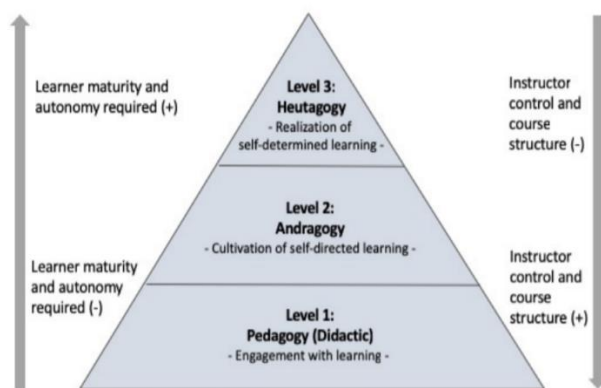 Level 3:
Heutagogy
- Realization of
self-determined learning -
Learner maturity and
autonomy required (+)
Instructor
control and
course
structure (-)
Level 2:
Andragogy
- Cultivation of self-directed learning -
Learner maturity
and autonomy
required (-)
Instructor
control and
course
structure (+)
Level 1:
Pedagogy (Didactic)
- Engagement with learning -